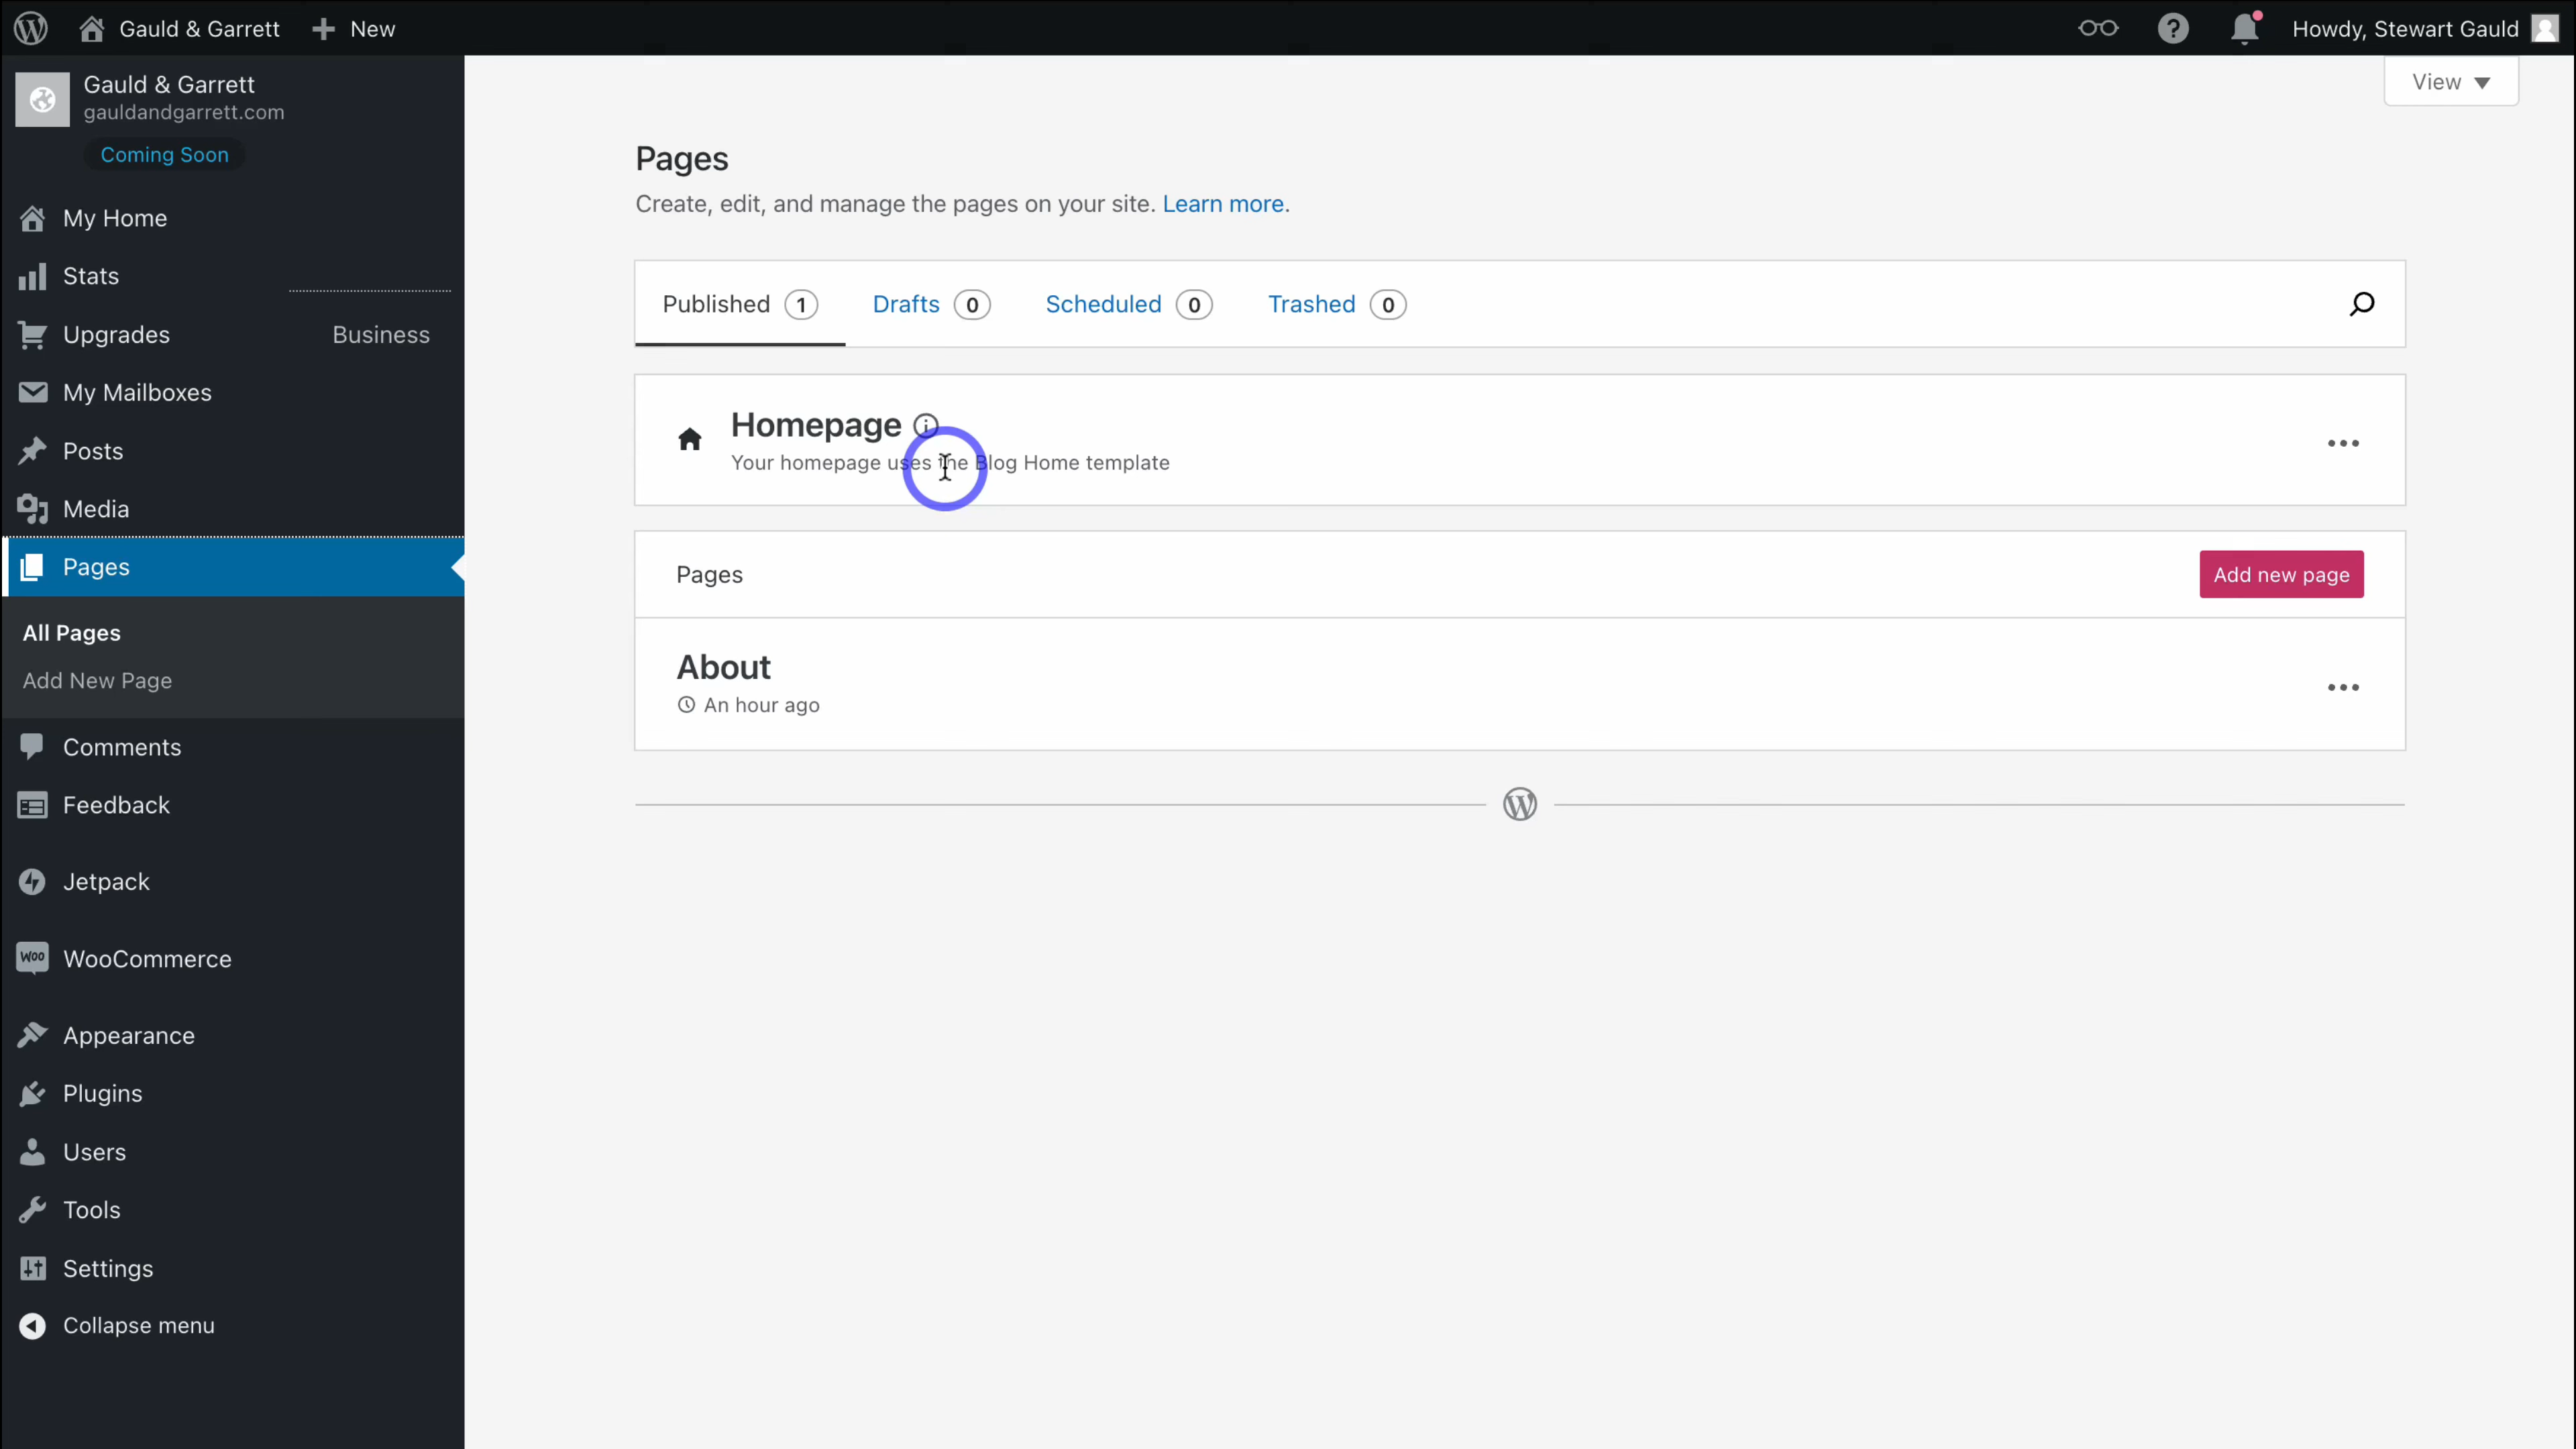 Gauld & Garrett
New
Howdy, Stewart Gauld
Gauld & Garrett
gauldandgarrett.com
Coming Soon
My Home
Stats
Upgrades Business
My Mailboxes
Posts
Media
Pages
All Pages
Add New Page
Comments
Feedback
Jetpack
WOO WooCommerce
Appearance
Plugins
Users
Tools
Settings
Collapse menu
View
Pages
Create, edit, and manage the pages on your site. Learn more.
Published 1 Drafts 0 Scheduled 0 Trashed 0
Homepage
Your homepage uses the Blog Home template
Pages Add new page
About
An hour ago